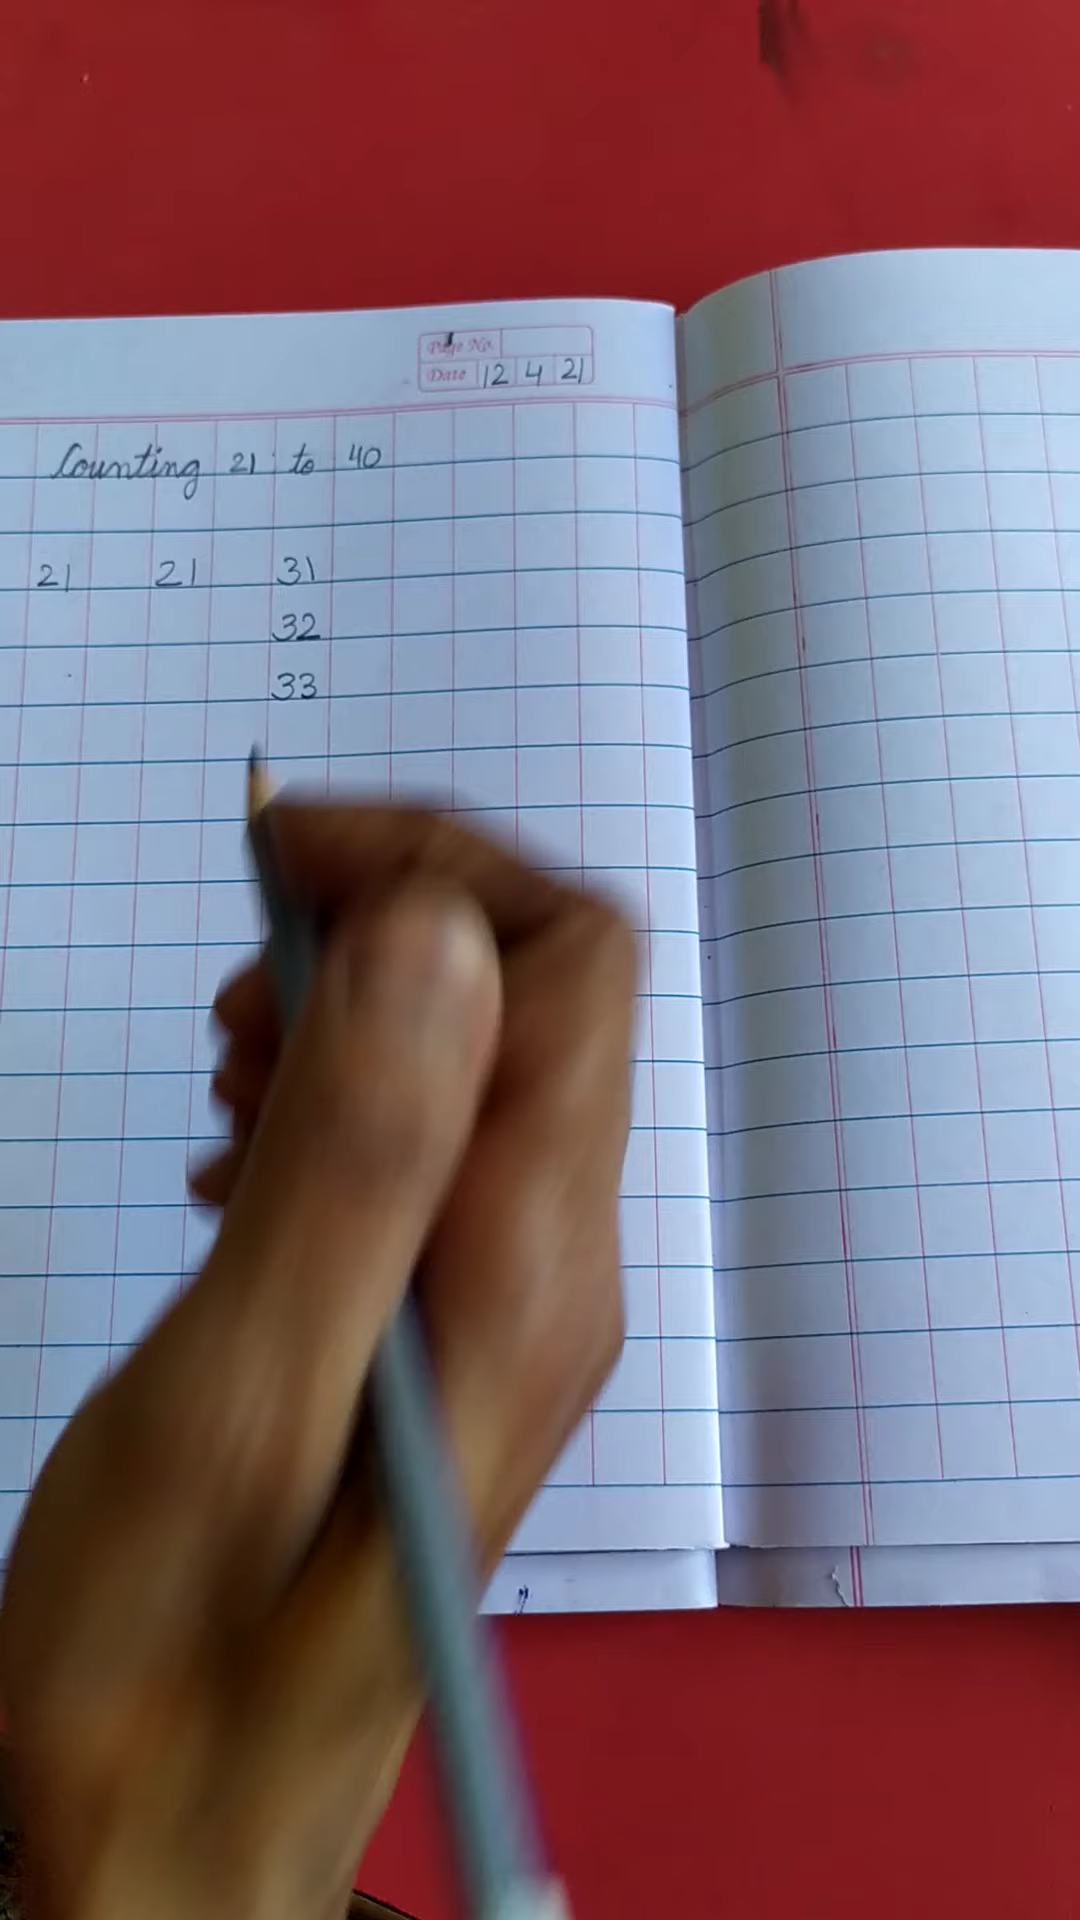 Page No.
Date 12 4 21
Counting 21 to 40
21 21 31
32
33